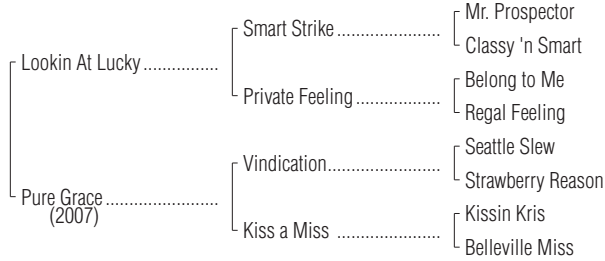 Mr. Prospector
Smart Strike ....................
Classy 'n Smart
Lookin At Lucky ...............
Belong to Me
Private Feeling .................
Regal Feeling
Seattle Slew
Vindication.......................
Strawberry Reason
Pure Grace ......................
(2007)
Kissin Kris
Kiss a Miss .....................
Belleville Miss